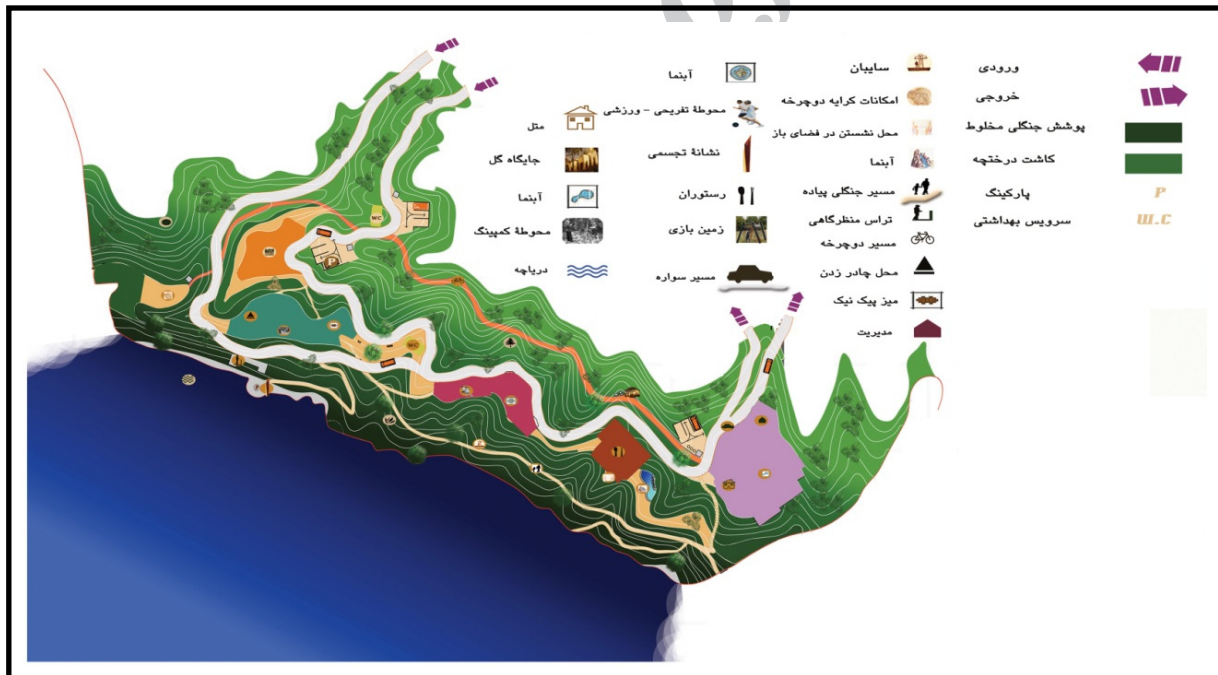 ورودی
خروجی
پوشش جنگلی مخلوط
کاشت درختچه
پارکینگ
P
سرویس بهداشتی
W.C
سایبان
امکانات کرایه دوچرخه
محل نشستن در فضای باز
آبنما
مسیر جنگلی پیاده
تراس منظرگاهی
مسیر دوچرخه
محل چادر زدن
میز پیک نیک
مدیریت
آبنما
محوطهٔ تفریحی - ورزشی
نشانهٔ تجسمی
رستوران
زمین بازی
مسیر سواره
متل
جایگاه گل
آبنما
محوطهٔ کمپینگ
دریاچه
WC
P
WC